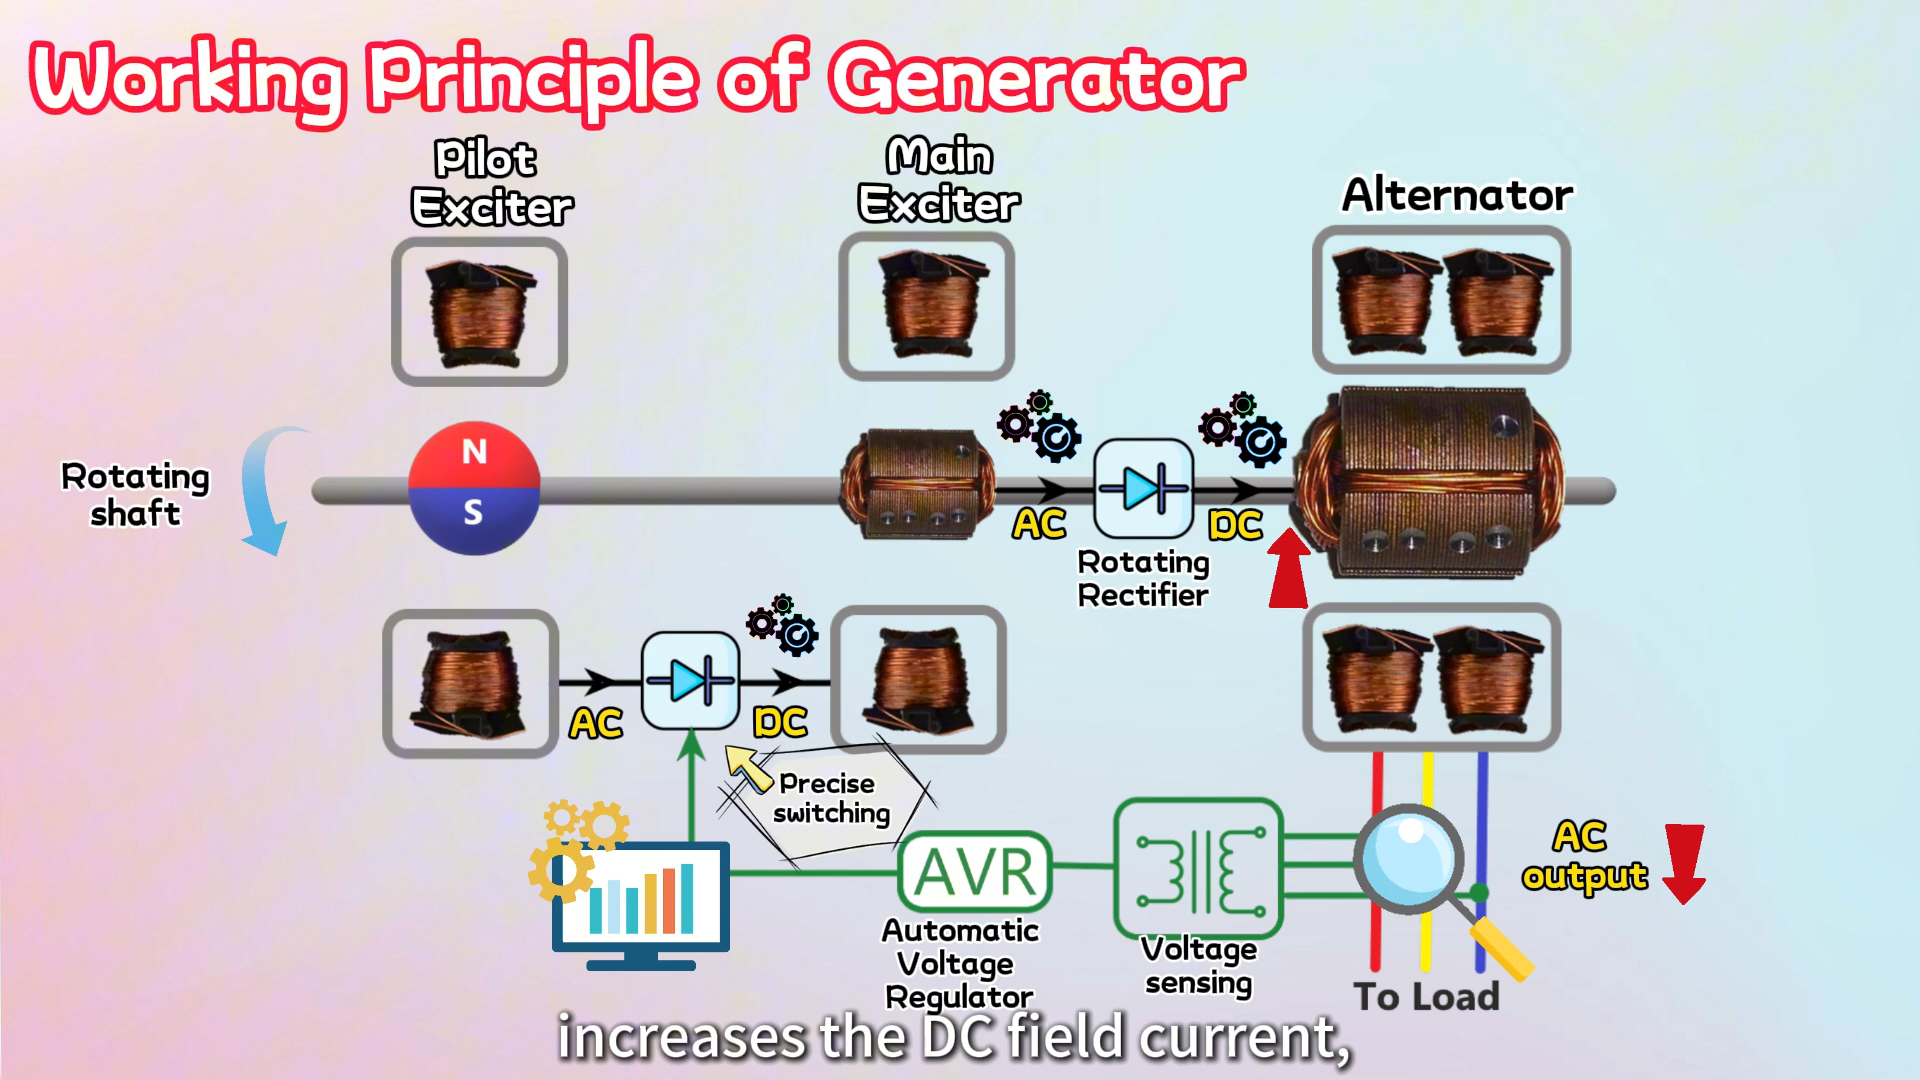 Working Principle of Generator
Pilot
Exciter
Main
Exciter
Alternator
Rotating
shaft
N
S
AC
DC
Rotating
Rectifier
AC
DC
Precise
switching
AVR
Automatic
Voltage
Regulator
Voltage
sensing
AC
output
To Load
increases the DC field current,